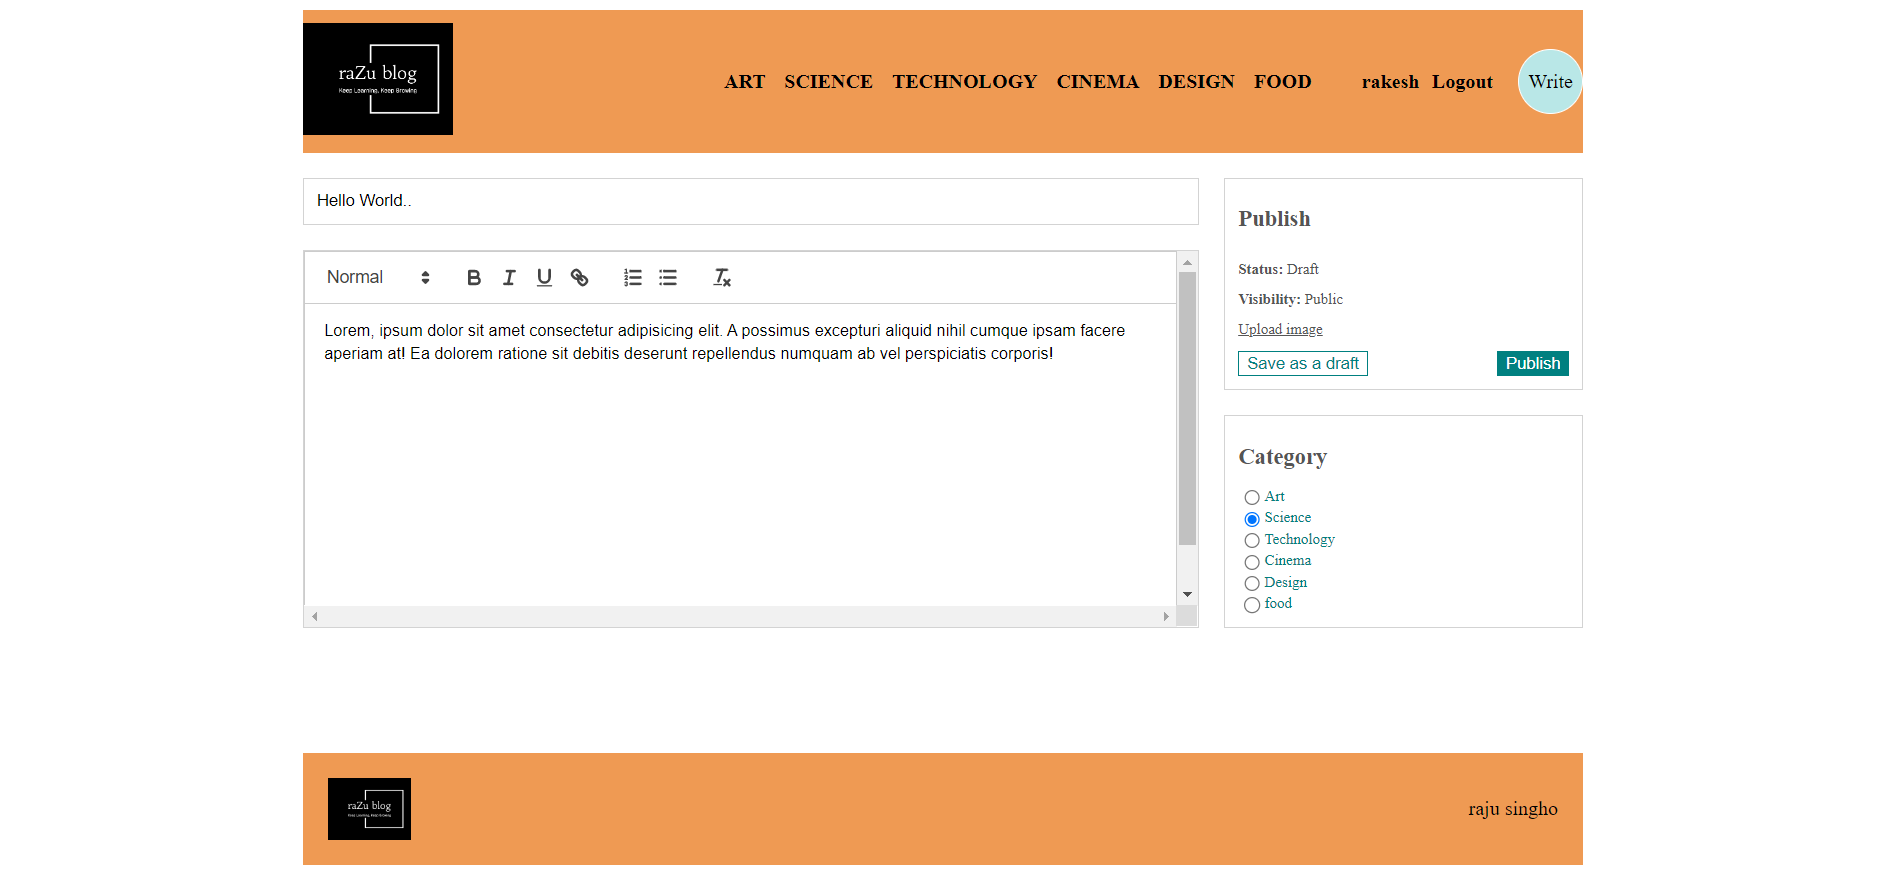 raZu blog
Keep Learning, Keep Growing
ART SCIENCE TECHNOLOGY CINEMA DESIGN FOOD rakesh Logout Write
Hello World..
Normal
Lorem, ipsum dolor sit amet consectetur adipisicing elit. A possimus excepturi aliquid nihil cumque ipsam facere
aperiam at! Ea dolorem ratione sit debitis deserunt repellendus numquam ab vel perspiciatis corporis!
Publish
Status: Draft
Visibility: Public
Upload image
Save as a draft Publish
Category
Art
Science
Technology
Cinema
Design
food
raZu blog
Keep Learning, Keep Growing
raju singho